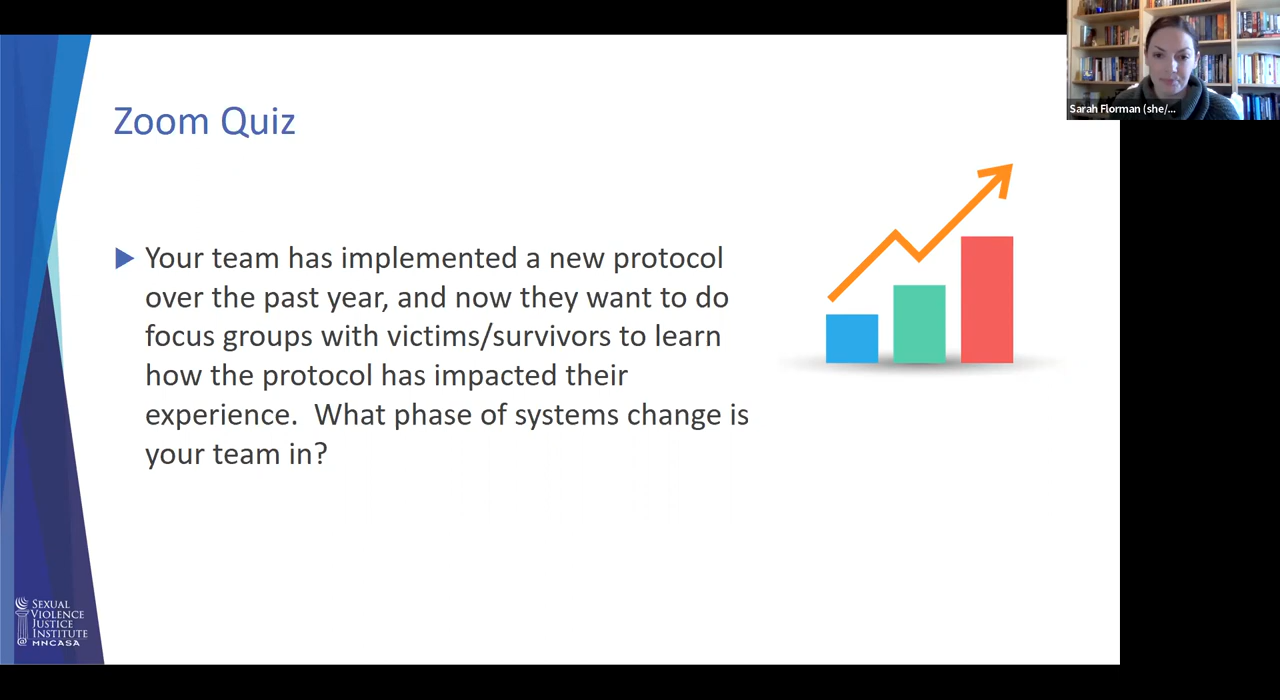 Zoom Quiz
Your team has implemented a new protocol
over the past year, and now they want to do
focus groups with victims/survivors to learn
how the protocol has impacted their
experience.  What phase of systems change is
your team in?
Sarah Florman (she/...
SEXUAL
VIOLENCE
JUSTICE
INSTITUTE
@ MNCASA